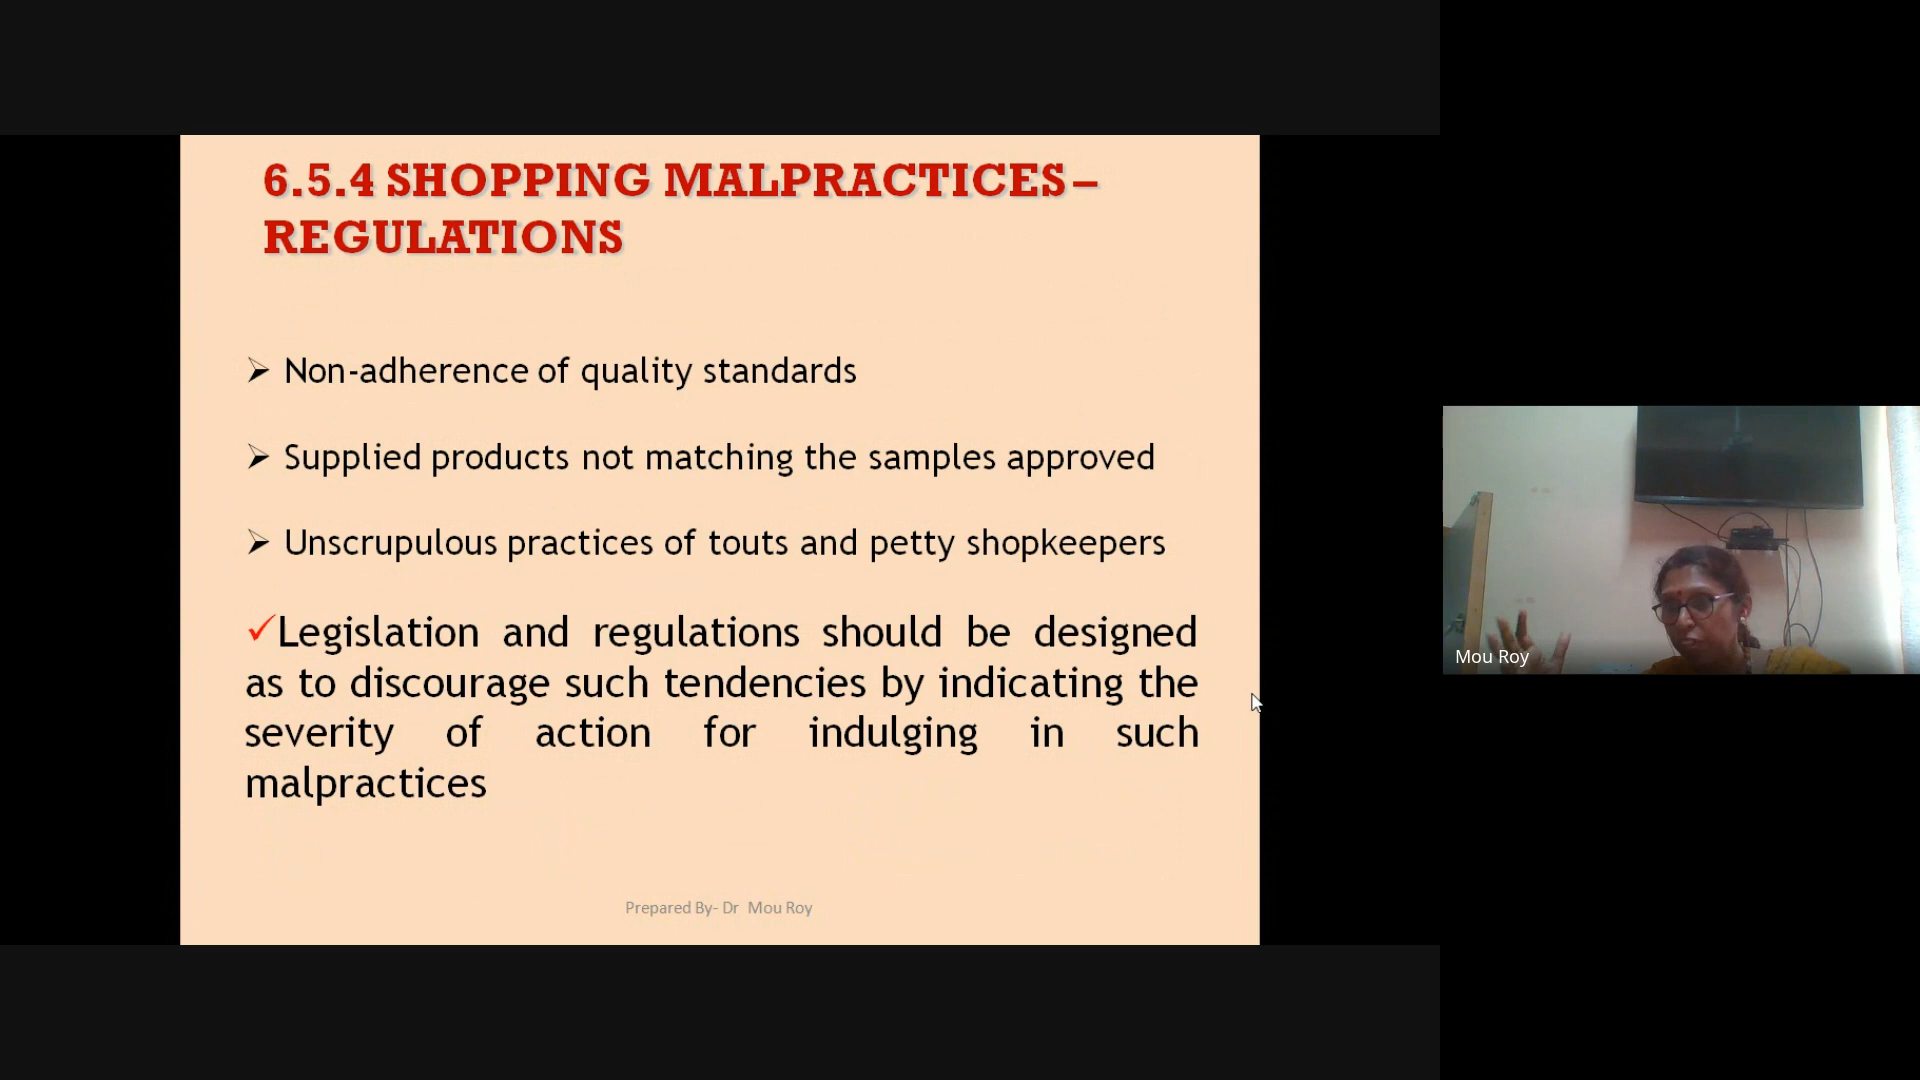 6.5.4 SHOPPING MALPRACTICES –
REGULATIONS
➢ Non-adherence of quality standards
➢ Supplied products not matching the samples approved
➢ Unscrupulous practices of touts and petty shopkeepers
✓Legislation and regulations should be designed
as to discourage such tendencies by indicating the
severity of action for indulging in such
malpractices
Prepared By- Dr Mou Roy
Mou Roy